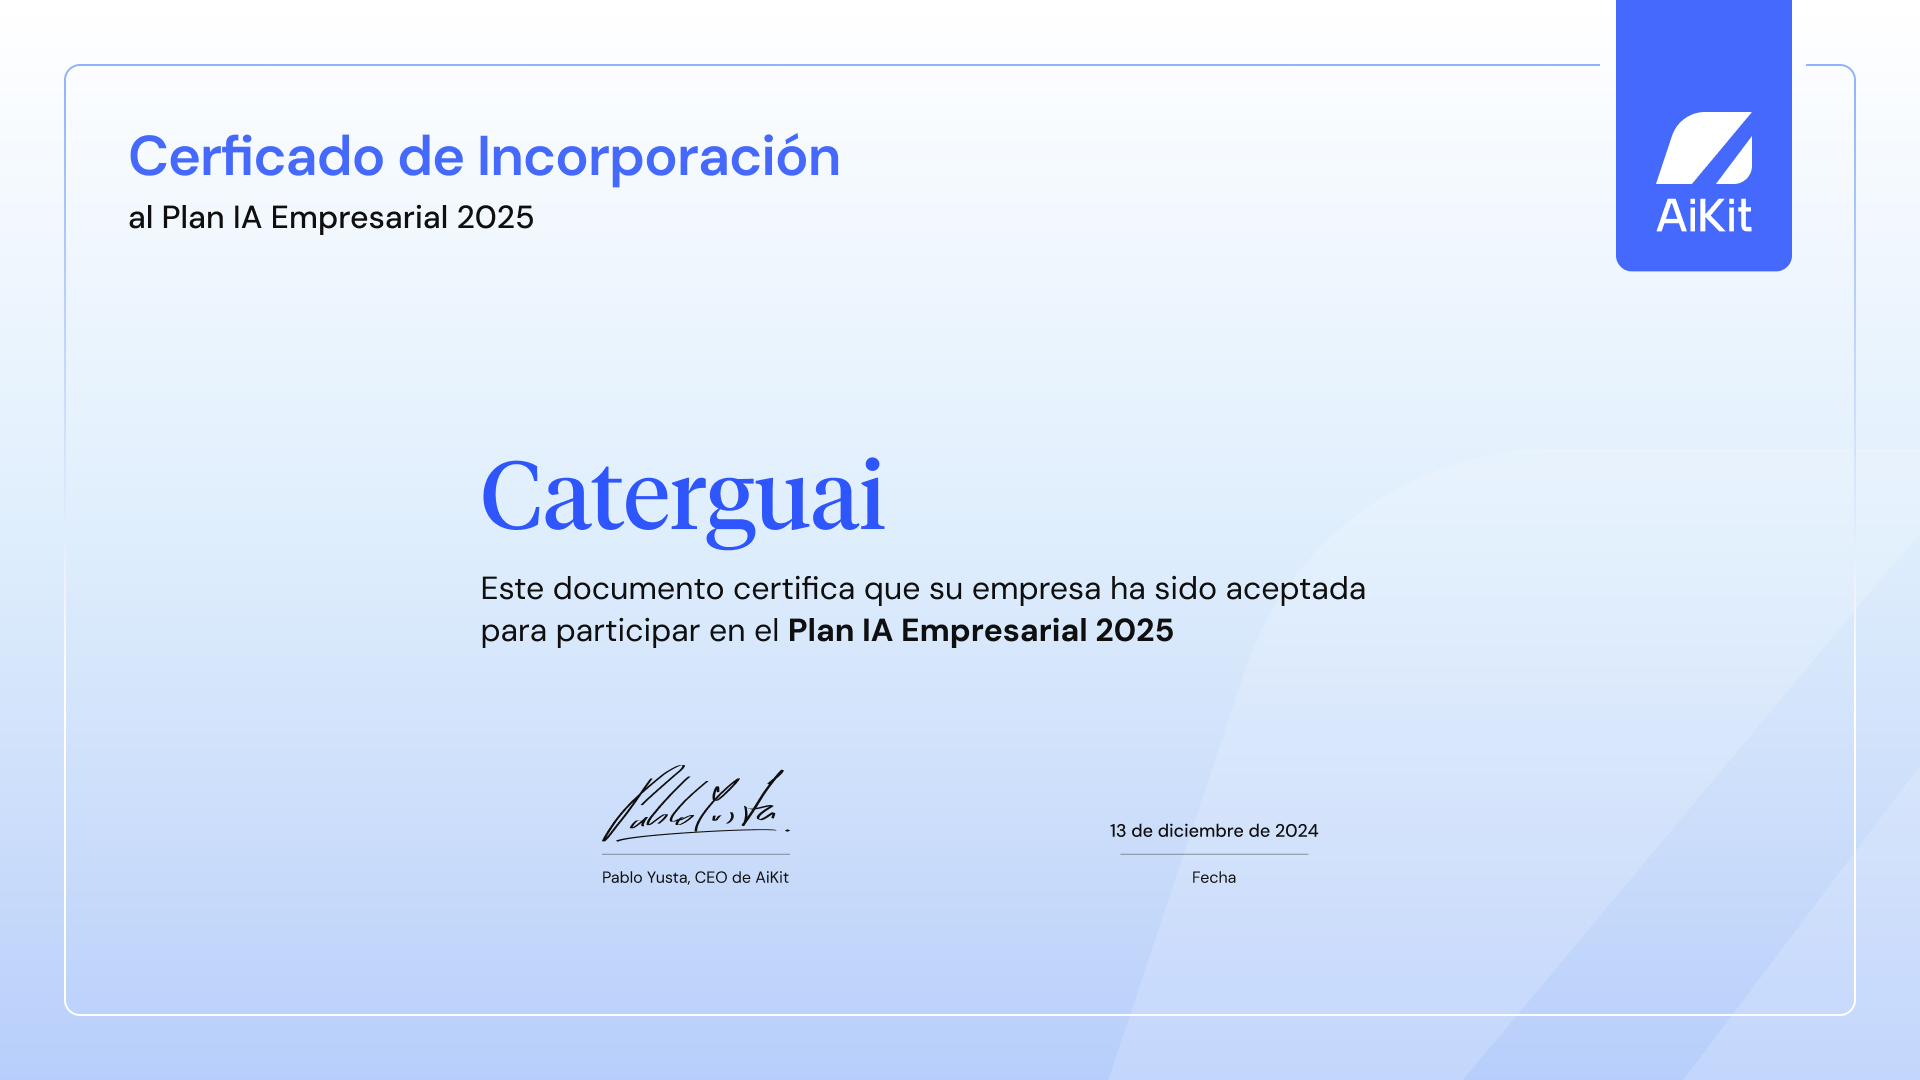 Cerficado de Incorporación
al Plan IA Empresarial 2025
AiKit
Caterguai
Este documento certifica que su empresa ha sido aceptada
para participar en el Plan IA Empresarial 2025
Pablo Yusta
13 de diciembre de 2024
Pablo Yusta, CEO de AiKit
Fecha